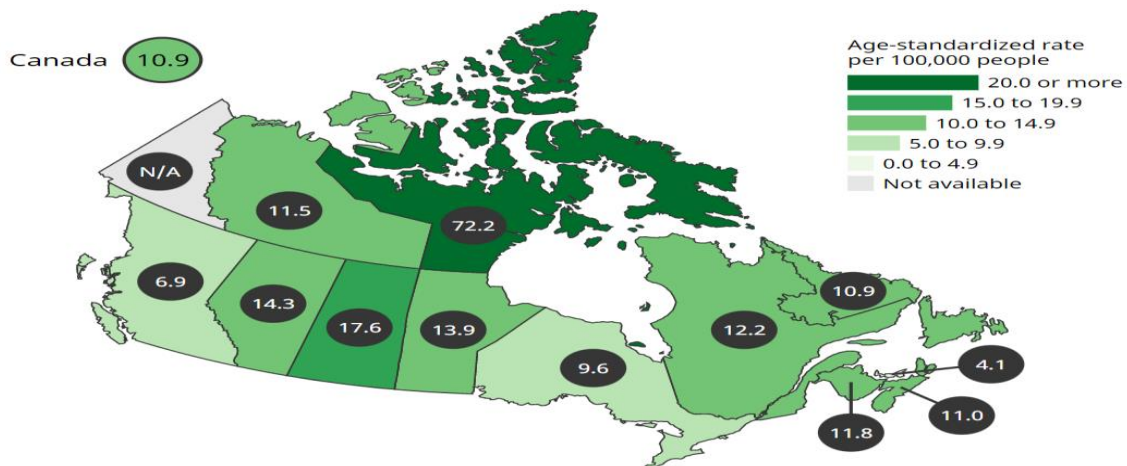 Canada 10.9
Age-standardized rate
per 100,000 people
20.0 or more
15.0 to 19.9
10.0 to 14.9
5.0 to 9.9
0.0 to 4.9
Not available
N/A
11.5
72.2
6.9
14.3
17.6
13.9
9.6
12.2
10.9
4.1
11.0
11.8